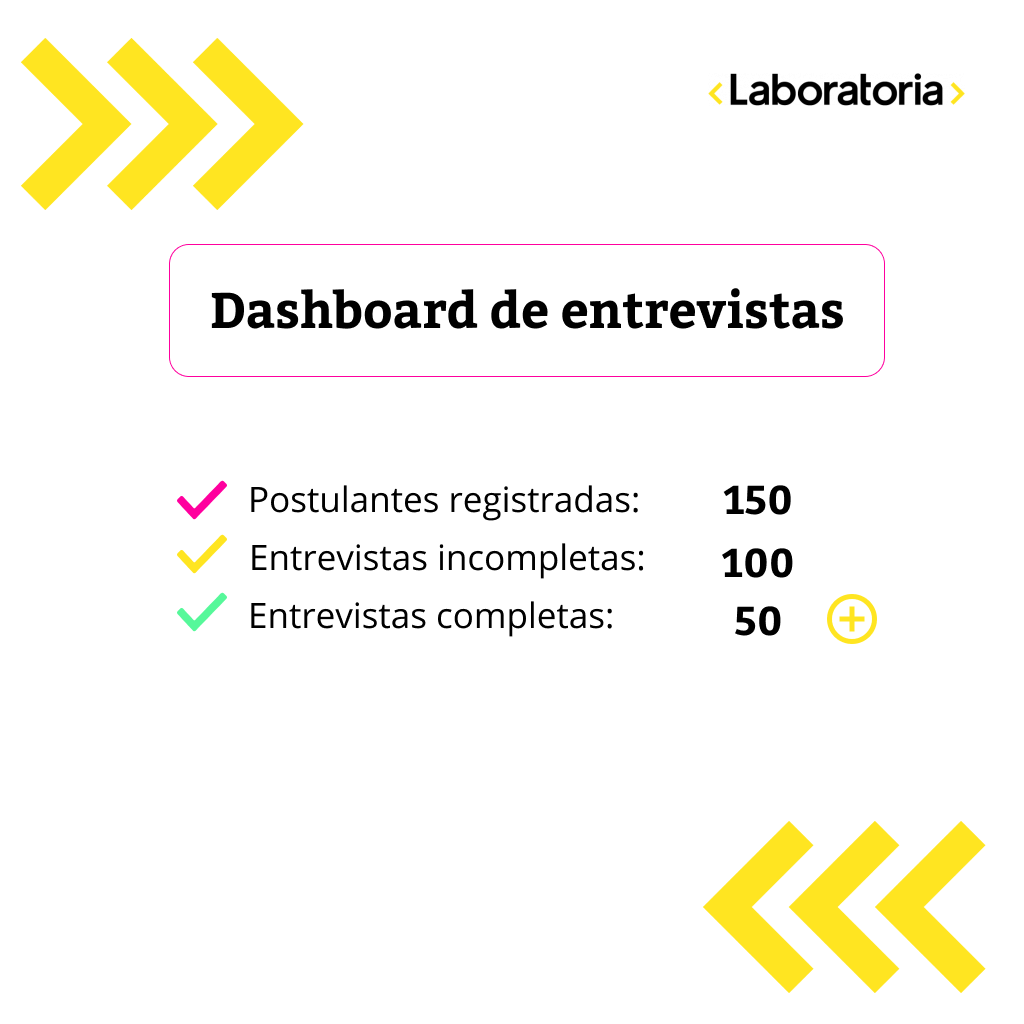 <Laboratoria>
Dashboard de entrevistas
Postulantes registradas: 150
Entrevistas incompletas: 100
Entrevistas completas: 50